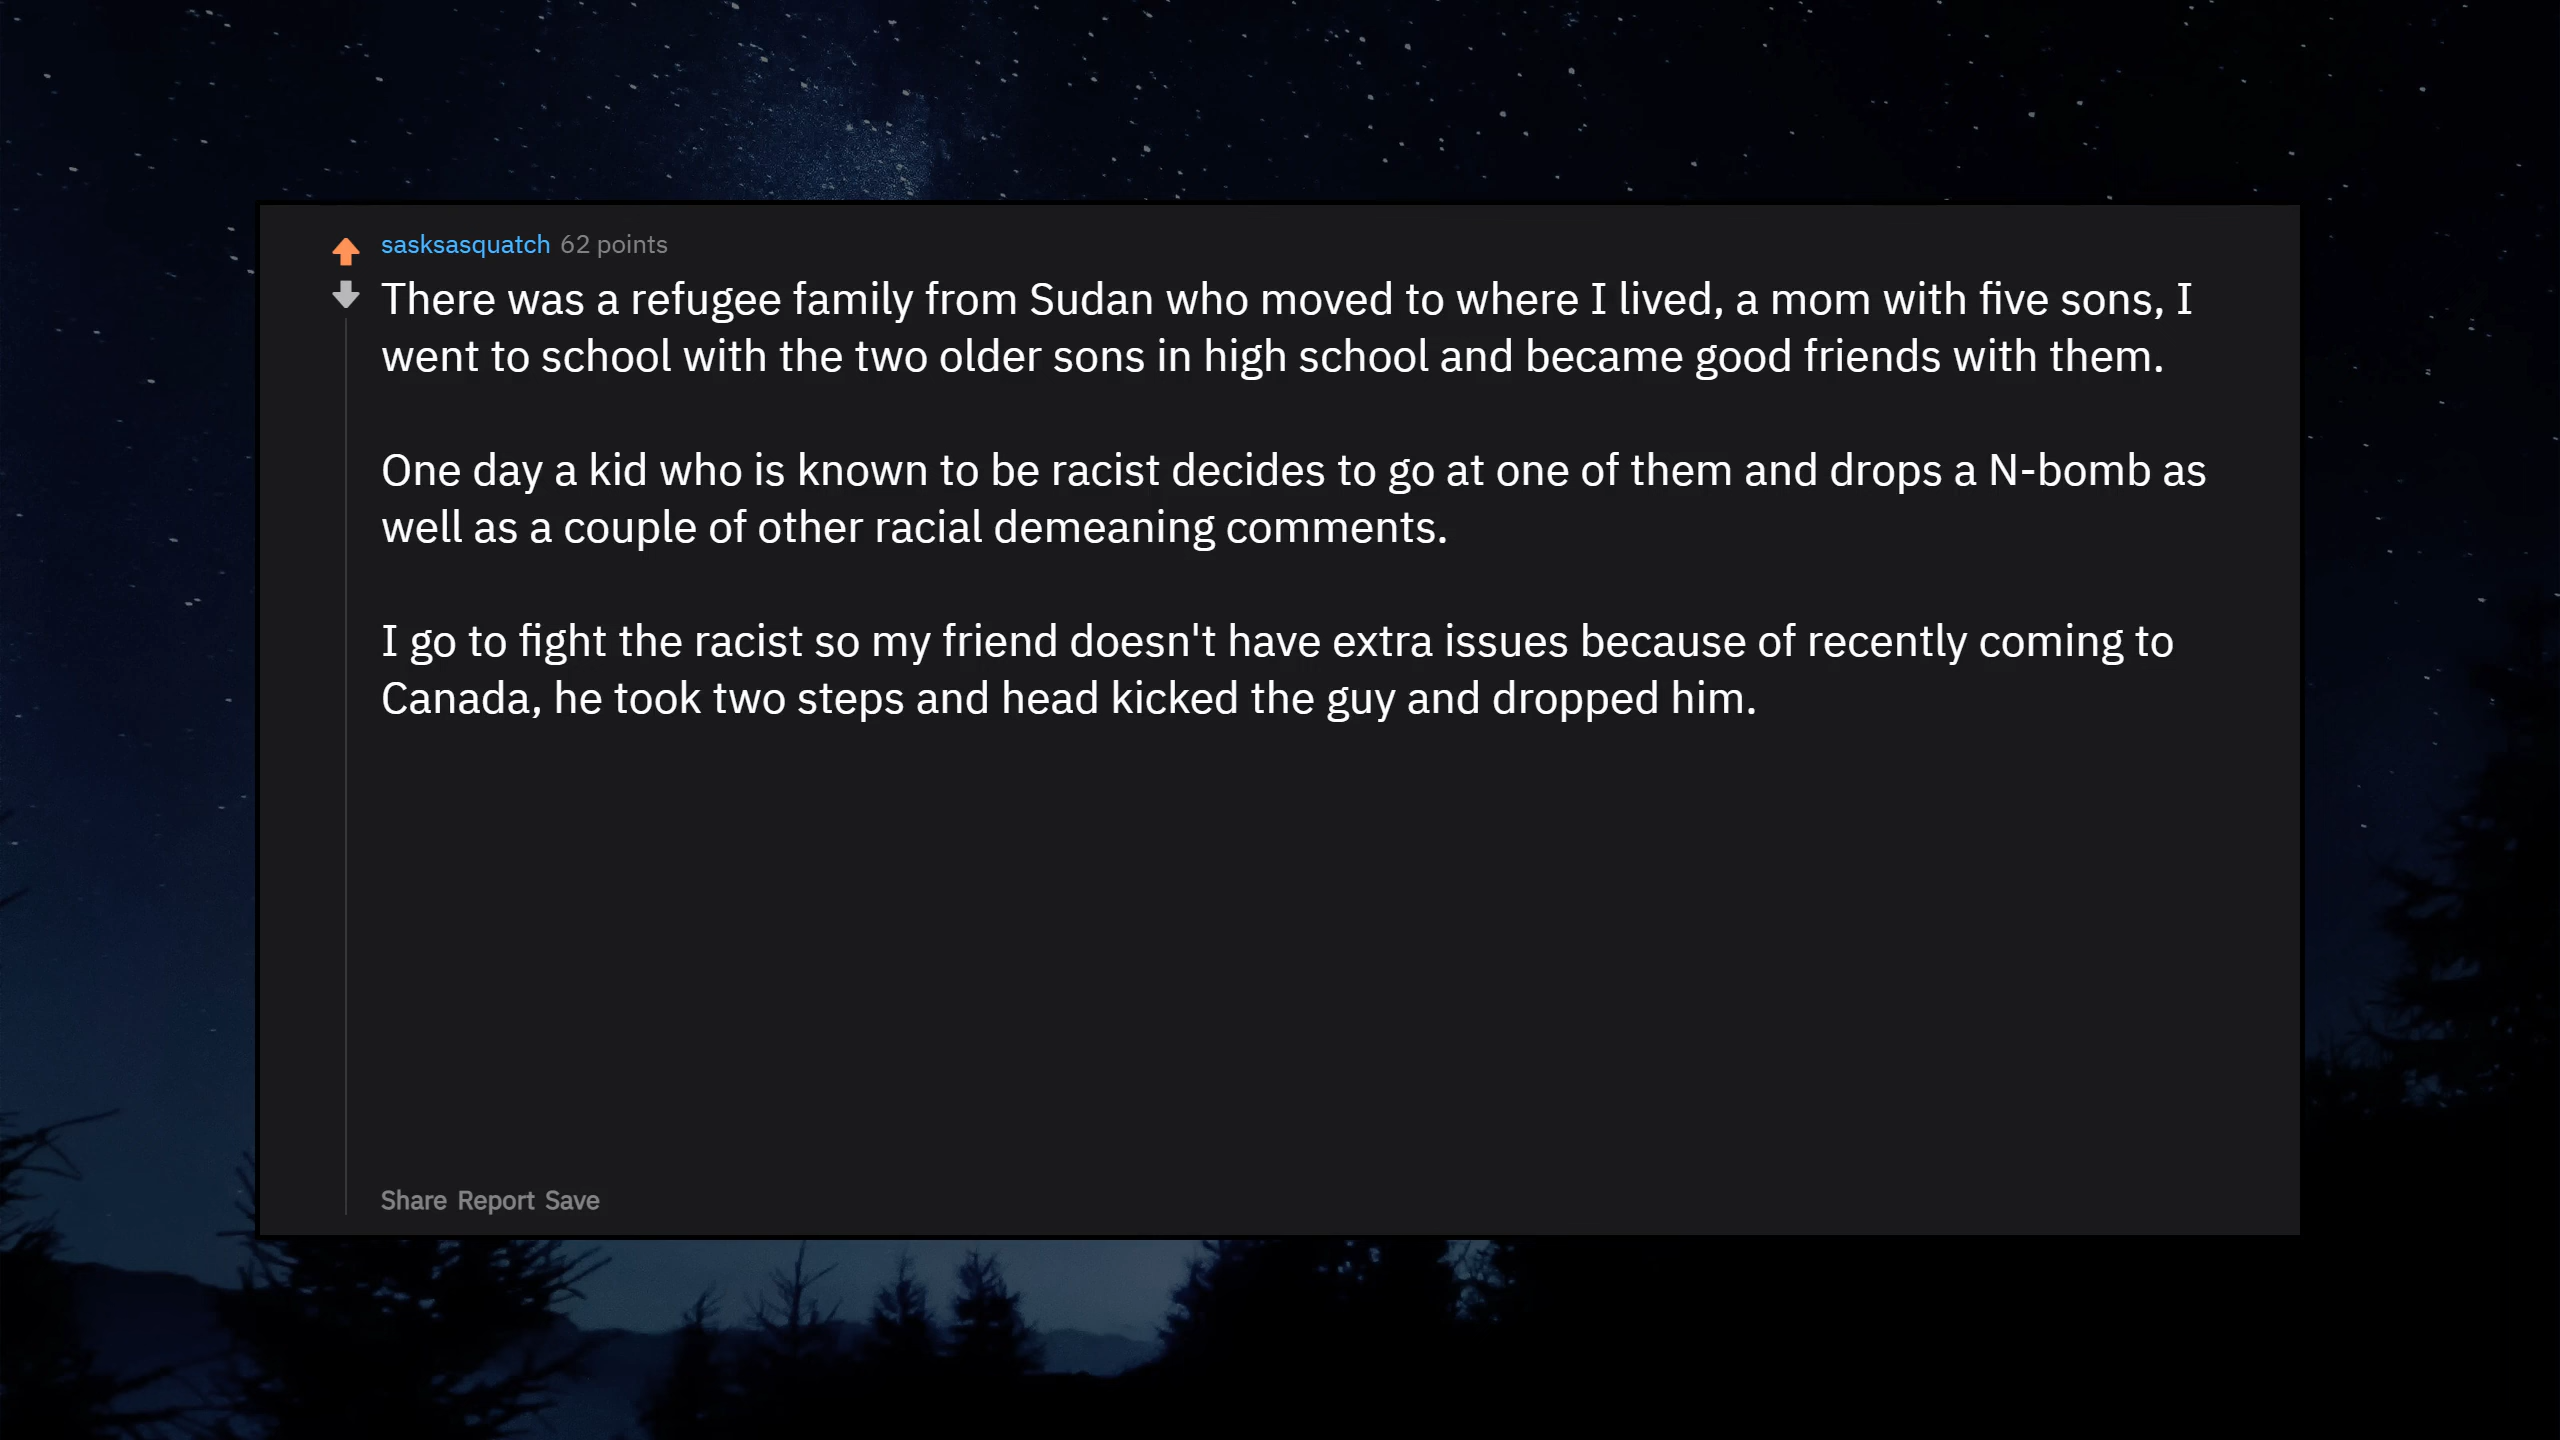 sasksasquatch 62 points
There was a refugee family from Sudan who moved to where I lived, a mom with five sons, I
went to school with the two older sons in high school and became good friends with them.
One day a kid who is known to be racist decides to go at one of them and drops a N-bomb as
well as a couple of other racial demeaning comments.
I go to fight the racist so my friend doesn't have extra issues because of recently coming to
Canada, he took two steps and head kicked the guy and dropped him.
Share Report Save